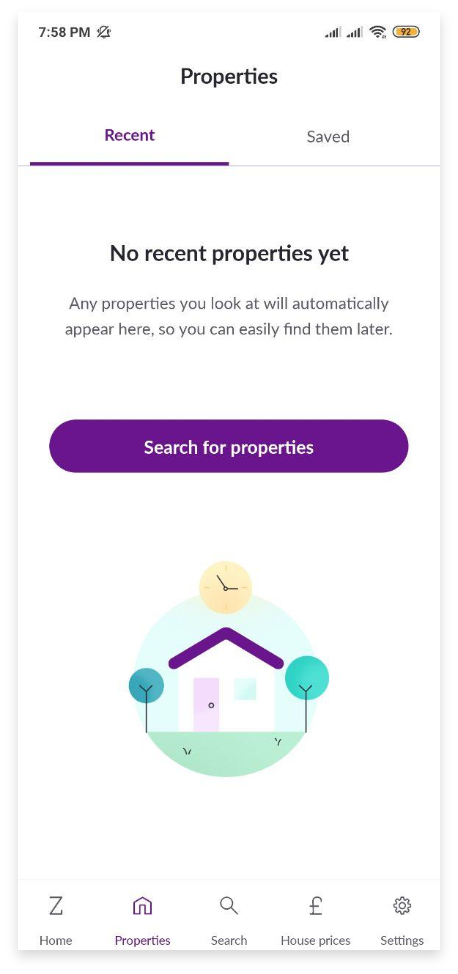 7:58 PM
92
Properties
Recent
Saved
No recent properties yet
Any properties you look at will automatically
appear here, so you can easily find them later.
Search for properties
Z
£
Home
Properties
Search
House prices
Settings